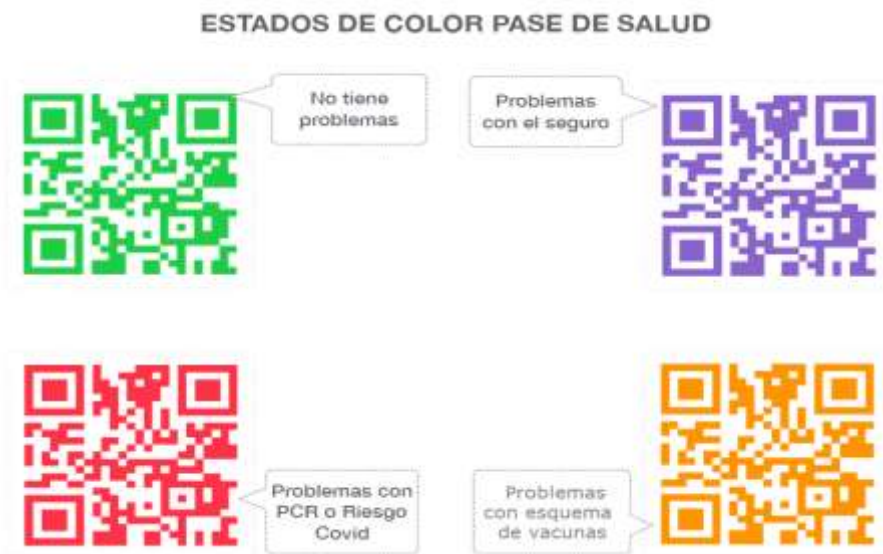 ESTADOS DE COLOR PASE DE SALUD
No tiene
problemas
Problemas
con el seguro
Problemas con
PCR o Riesgo
Covid
Problemas
con esquema
de vacunas